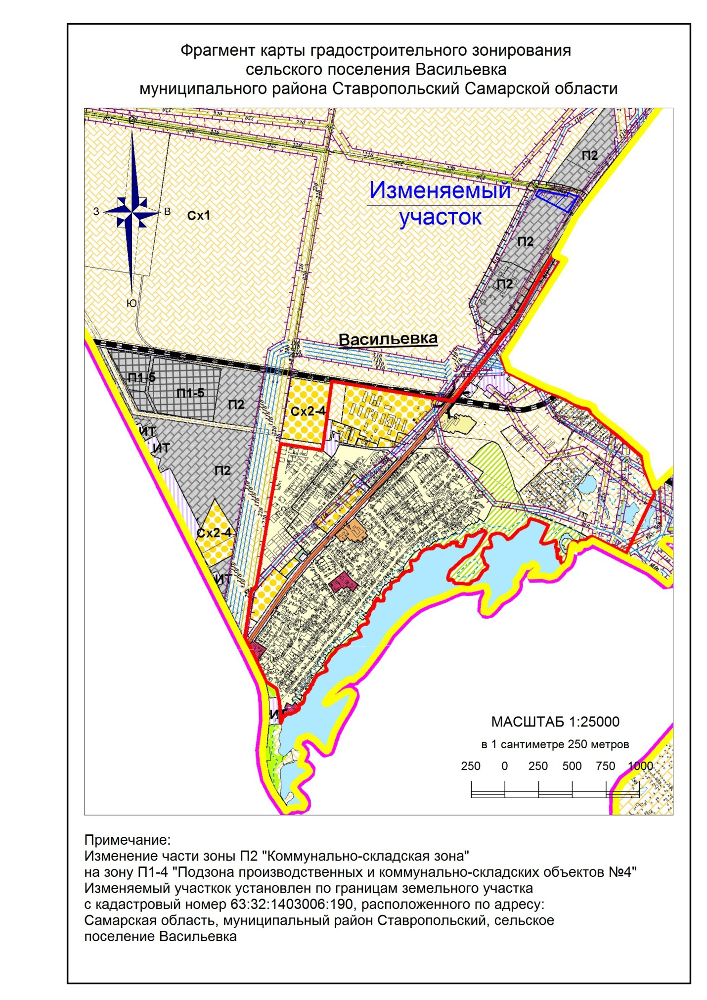 Фрагмент карты градостроительного зонирования
сельского поселения Васильевка
муниципального района Ставропольский Самарской области
С
П2
Изменяемый
участок
З
В
Сх1
П2
П2
Ю
Васильевка
П1-5
П1-5
П2
Сх2-4
ИТ
ИТ
П2
Сх2-4
ИТ
ИТ
МАСШТАБ 1:25000
в 1 сантиметре 250 метров
250 0 250 500 750 1000
Примечание:
Изменение части зоны П2 "Коммунально-складская зона"
на зону П1-4 "Подзона производственных и коммунально-складских объектов №4"
Изменяемый участкок установлен по границам земельного участка
с кадастровый номер 63:32:1403006:190, расположенного по адресу:
Самарская область, муниципальный район Ставропольский, сельское
поселение Васильевка